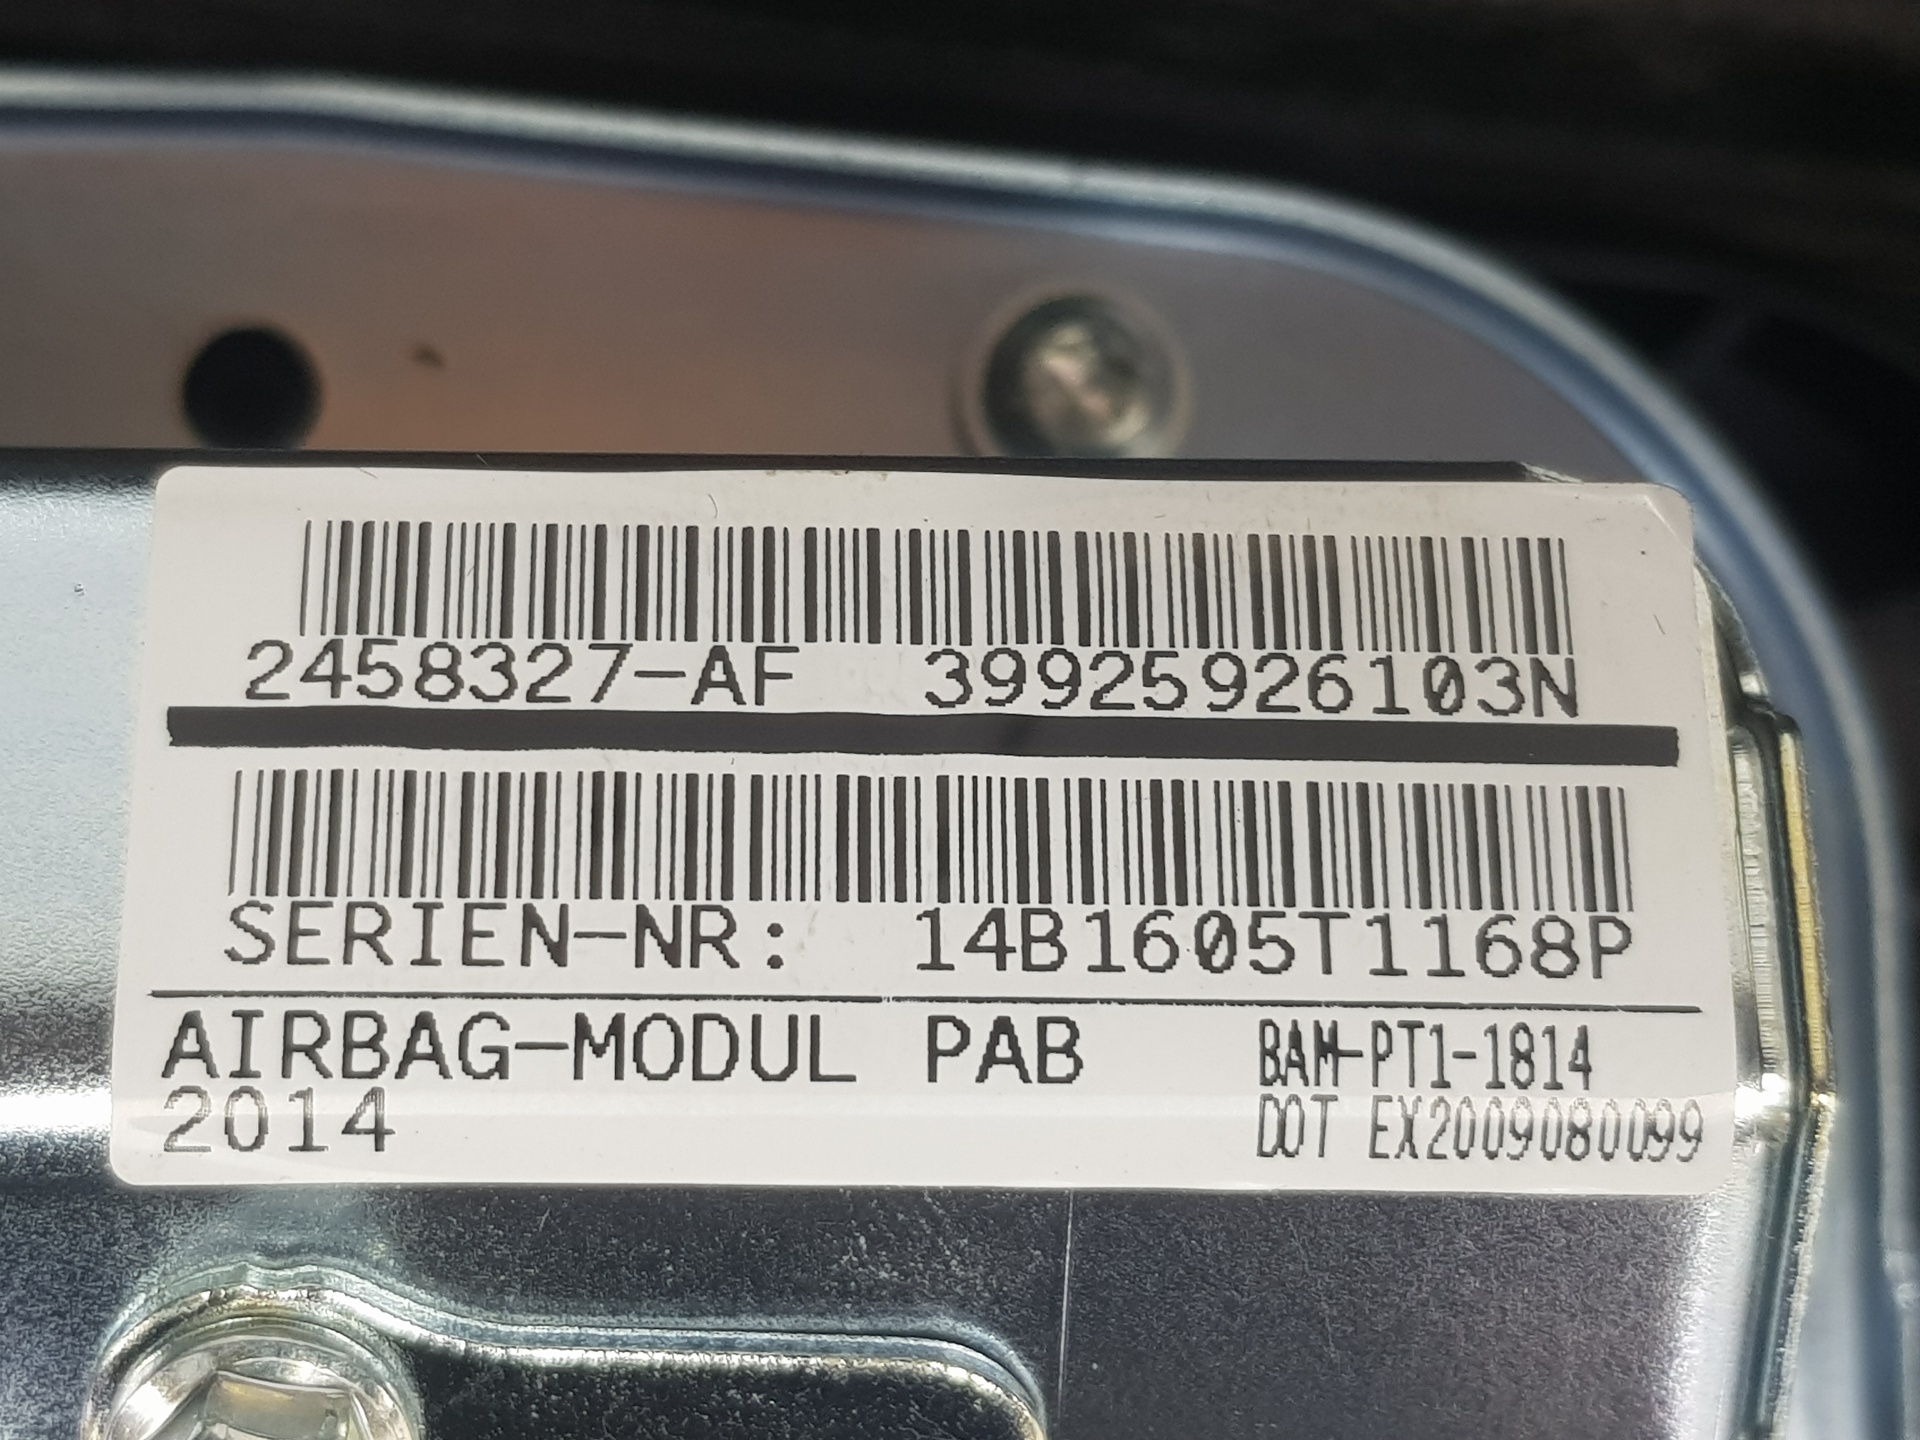 2458327-AF 39925926103N
SERIEN-NR: 14B1605T1168P
AIRBAG-MODUL PAB BAM-PT1-1814
2014 DOT EX2009080099